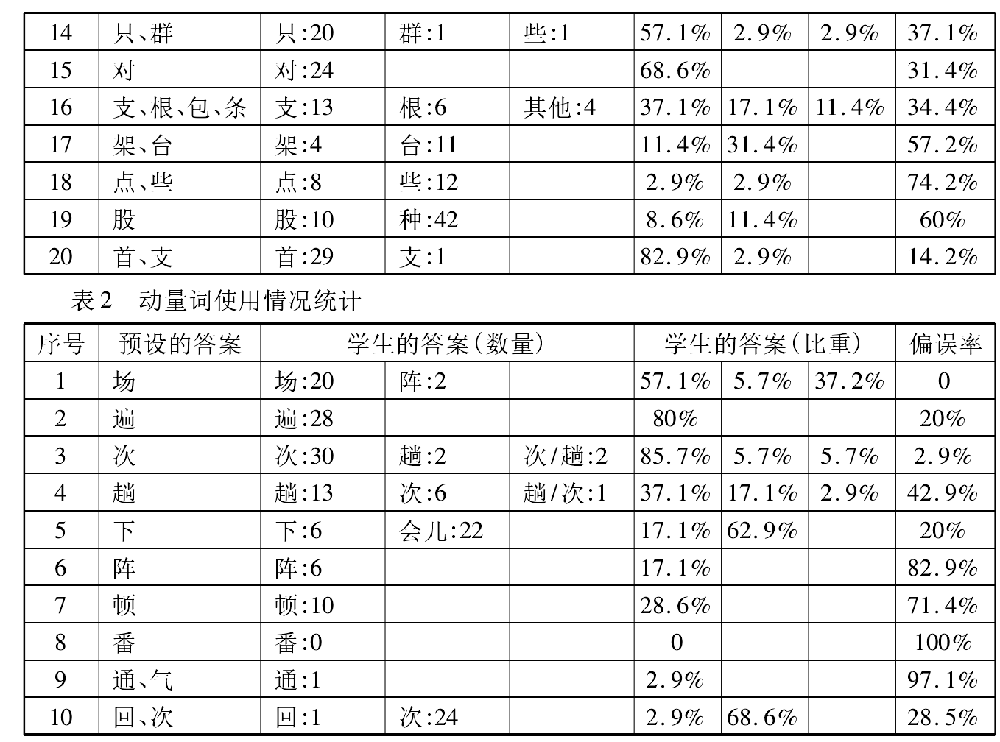 14 只、群 只:20 群:1 些:1 57.1% 2.9% 2.9% 37.1%
15 对 对:24 68.6% 31.4%
16 支、根、包、条 支:13 根:6 其他:4 37.1% 17.1% 11.4% 34.4%
17 架、台 架:4 台:11 11.4% 31.4% 57.2%
18 点、些 点:8 些:12 2.9% 2.9% 74.2%
19 股 股:10 种:42 8.6% 11.4% 60%
20 首、支 首:29 支:1 82.9% 2.9% 14.2%
表2 动量词使用情况统计
序号 预设的答案 学生的答案(数量) 学生的答案(比重) 偏误率
1 场 场:20 阵:2 57.1% 5.7% 37.2% 0
2 遍 遍:28 80% 20%
3 次 次:30 趟:2 次/趟:2 85.7% 5.7% 5.7% 2.9%
4 趟 趟:13 次:6 趟/次:1 37.1% 17.1% 2.9% 42.9%
5 下 下:6 会儿:22 17.1% 62.9% 20%
6 阵 阵:6 17.1% 82.9%
7 顿 顿:10 28.6% 71.4%
8 番 番:0 0 100%
9 通、气 通:1 2.9% 97.1%
10 回、次 回:1 次:24 2.9% 68.6% 28.5%